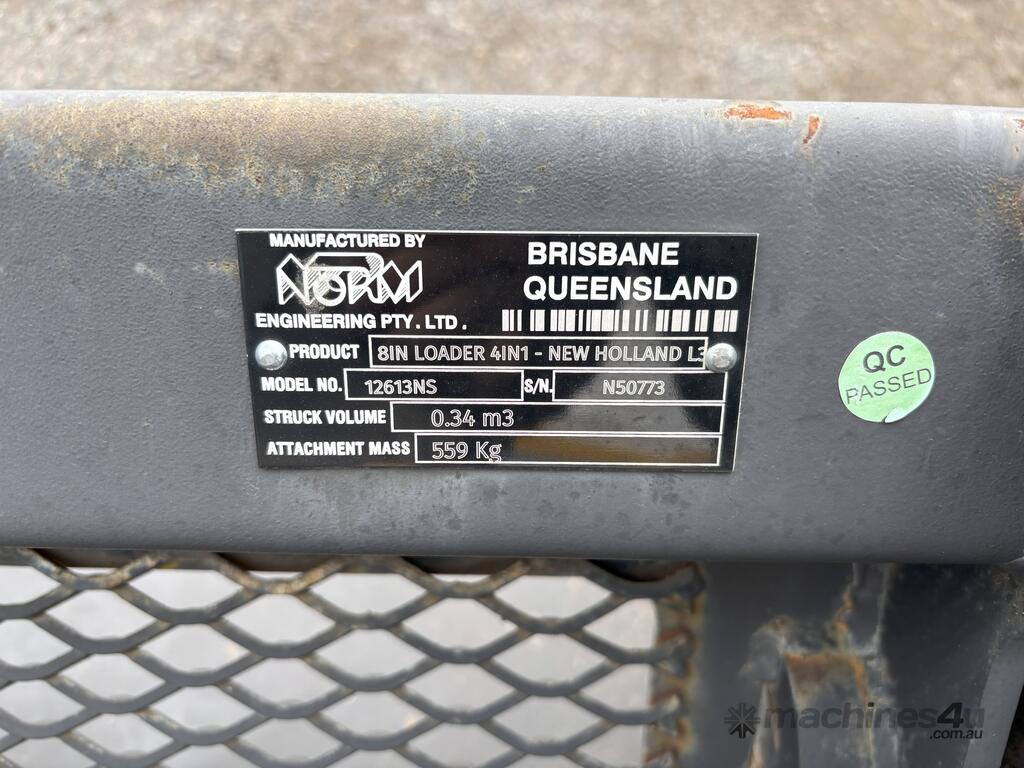 MANUFACTURED BY
NORM
ENGINEERING PTY. LTD.
BRISBANE
QUEENSLAND
PRODUCT 8IN LOADER 4IN1 - NEW HOLLAND L3
MODEL NO. 12613NS S/N. N50773
STRUCK VOLUME 0.34 m3
ATTACHMENT MASS 559 Kg
QC
PASSED
machines4u
.com.au